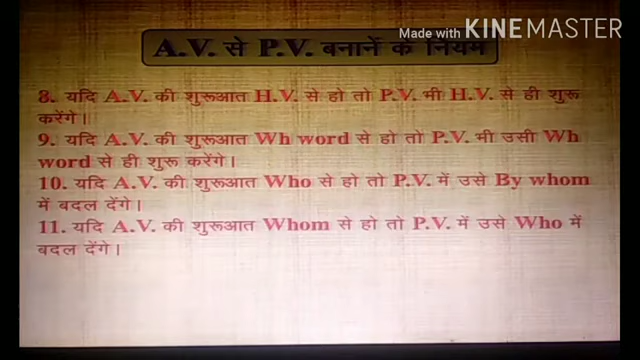 Made with KINEMASTER
A.V. से P.V. बनानें के नियम
8. यदि A.V. की शुरूआत H.V. से हो तो P.V. भी H.V. से ही शुरू
करेंगे।
9. यदि A.V. की शुरूआत Wh word से हो तो P.V. भी उसी Wh
word से ही शुरू करेंगे।
10. यदि A.V. की शुरूआत Who से हो तो P.V. में उसे By whom
में बदल देंगे।
11. यदि A.V. की शुरूआत Whom से हो तो P.V. में उसे Who में
बदल देंगे।